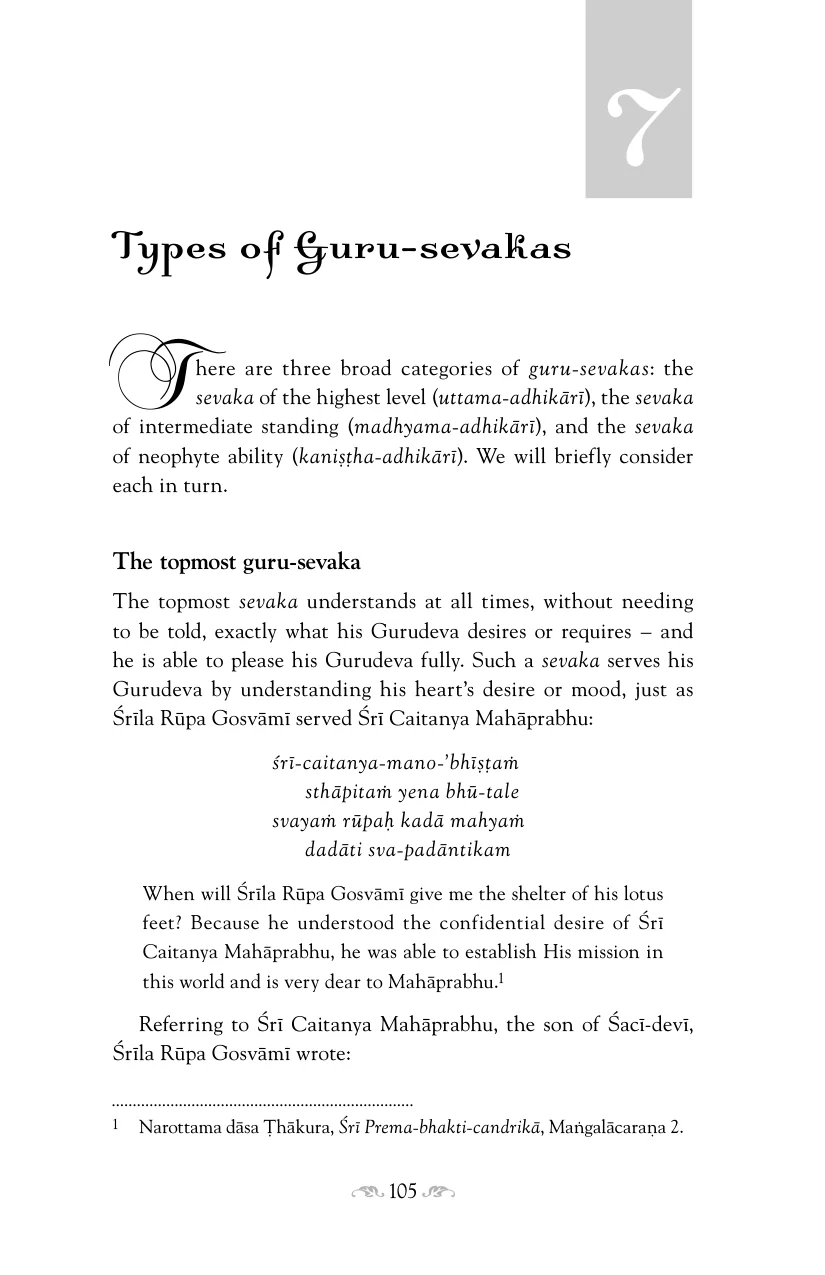 7
Types of Guru-sevakas
There are three broad categories of guru-sevakas: the
sevaka of the highest level (uttama-adhikārī), the sevaka
of intermediate standing (madhyama-adhikārī), and the sevaka
of neophyte ability (kaniṣṭha-adhikārī). We will briefly consider
each in turn.
The topmost guru-sevaka
The topmost sevaka understands at all times, without needing
to be told, exactly what his Gurudeva desires or requires – and
he is able to please his Gurudeva fully. Such a sevaka serves his
Gurudeva by understanding his heart’s desire or mood, just as
Śrīla Rūpa Gosvāmī served Śrī Caitanya Mahāprabhu:
śrī-caitanya-mano-’bhīṣṭaṁ
sthāpitaṁ yena bhū-tale
svayaṁ rūpaḥ kadā mahyaṁ
dadāti sva-padāntikam
When will Śrīla Rūpa Gosvāmī give me the shelter of his lotus
feet? Because he understood the confidential desire of Śrī
Caitanya Mahāprabhu, he was able to establish His mission in
this world and is very dear to Mahāprabhu.1
Referring to Śrī Caitanya Mahāprabhu, the son of Śacī-devī,
Śrīla Rūpa Gosvāmī wrote:
1 Narottama dāsa Ṭhākura, Śrī Prema-bhakti-candrikā, Maṅgalācaraṇa 2.
105